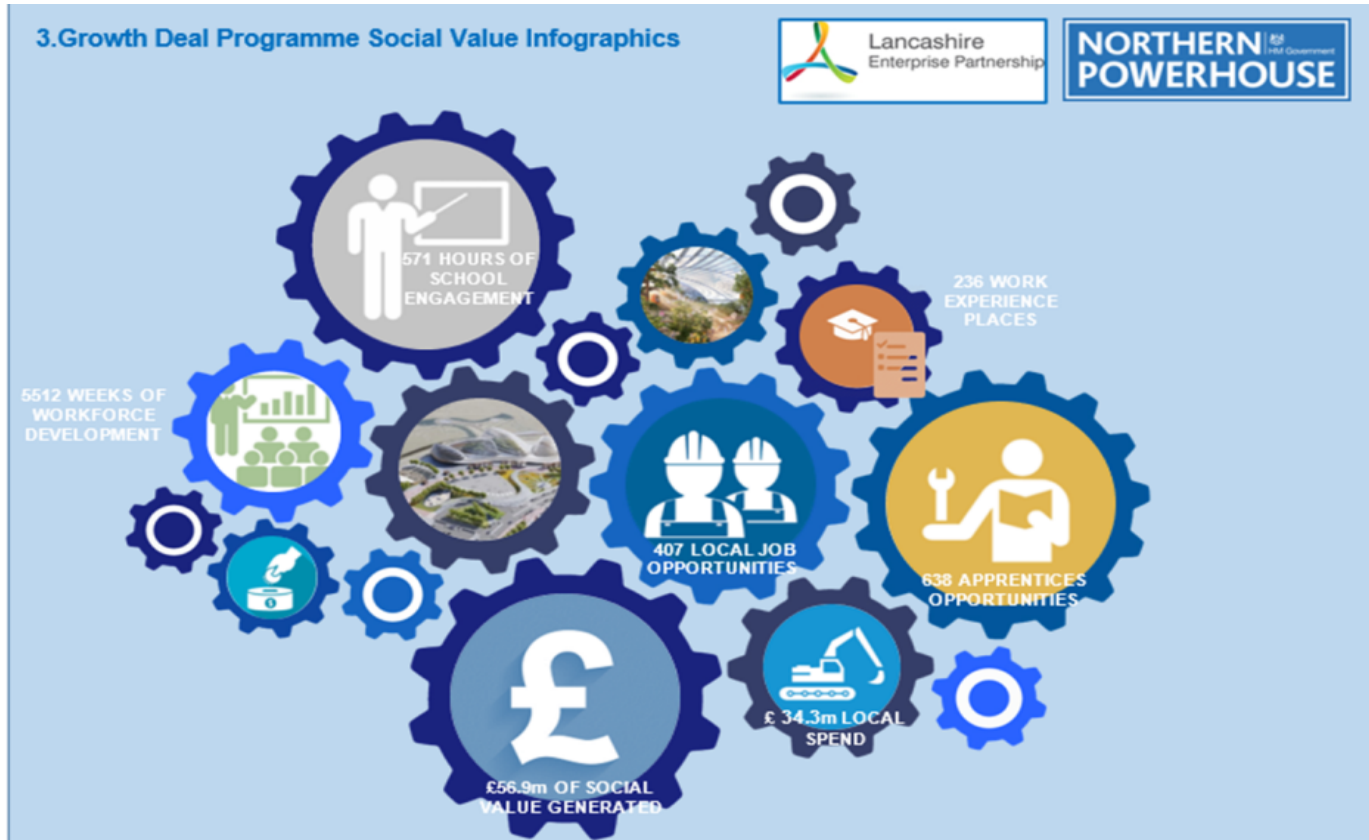 3.Growth Deal Programme Social Value Infographics
Lancashire
Enterprise Partnership
NORTHERN
HM Government
POWERHOUSE
571 HOURS OF
SCHOOL
ENGAGEMENT
236 WORK
EXPERIENCE
PLACES
5512 WEEKS OF
WORKFORCE
DEVELOPMENT
407 LOCAL JOB
OPPORTUNITIES
638 APPRENTICES
OPPORTUNITIES
£ 34.3m LOCAL
SPEND
£56.9m OF SOCIAL
VALUE GENERATED